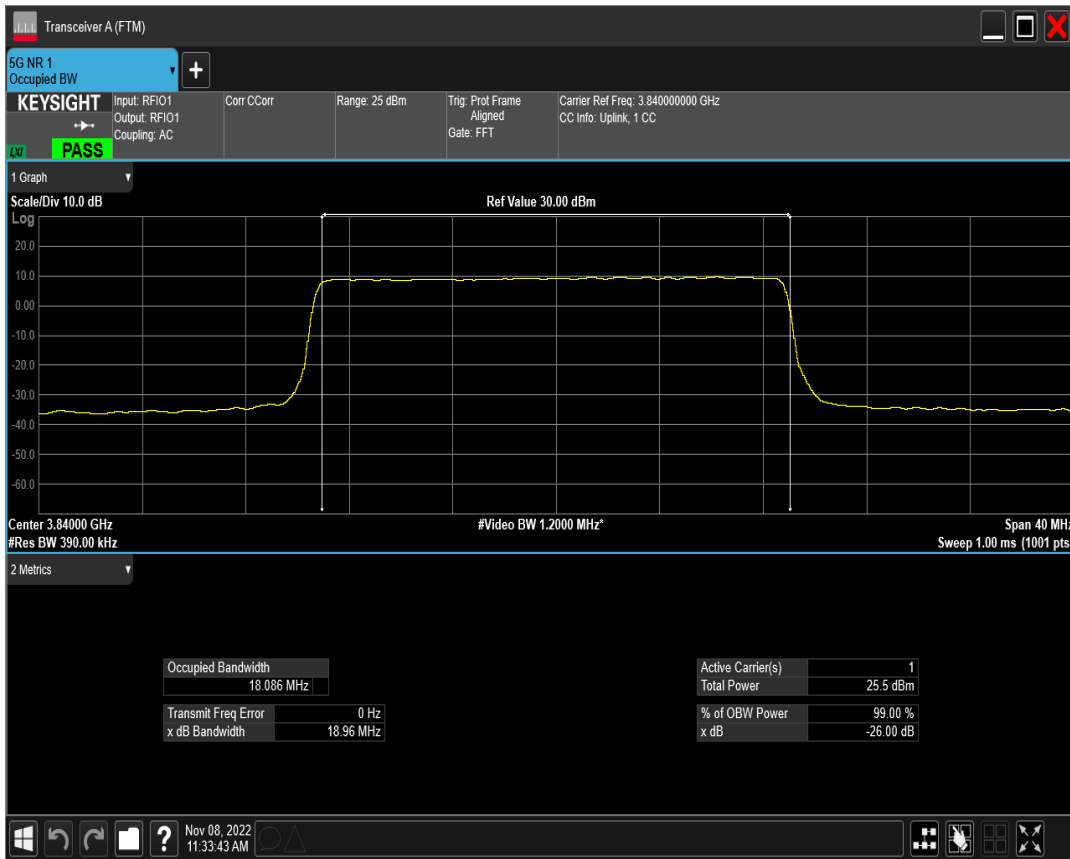 Transceiver A (FTM)
5G NR 1
Occupied BW
+
KEYSIGHT
LXI
PASS
Input: RFIO1
Output: RFIO1
Coupling: AC
Corr CCorr
Range: 25 dBm
Trig: Prot Frame
Aligned
Gate: FFT
Carrier Ref Freq: 3.840000000 GHz
CC Info: Uplink, 1 CC
1 Graph
Scale/Div 10.0 dB
Ref Value 30.00 dBm
Log
20.0
10.0
0.00
-10.0
-20.0
-30.0
-40.0
-50.0
-60.0
Center 3.84000 GHz
#Video BW 1.2000 MHz*
Span 40 MHz
#Res BW 390.00 kHz
Sweep 1.00 ms (1001 pts
2 Metrics
Occupied Bandwidth
18.086 MHz
Transmit Freq Error 0 Hz
x dB Bandwidth 18.96 MHz
Active Carrier(s) 1
Total Power 25.5 dBm
% of OBW Power 99.00 %
x dB -26.00 dB
?
Nov 08, 2022
11:33:43 AM